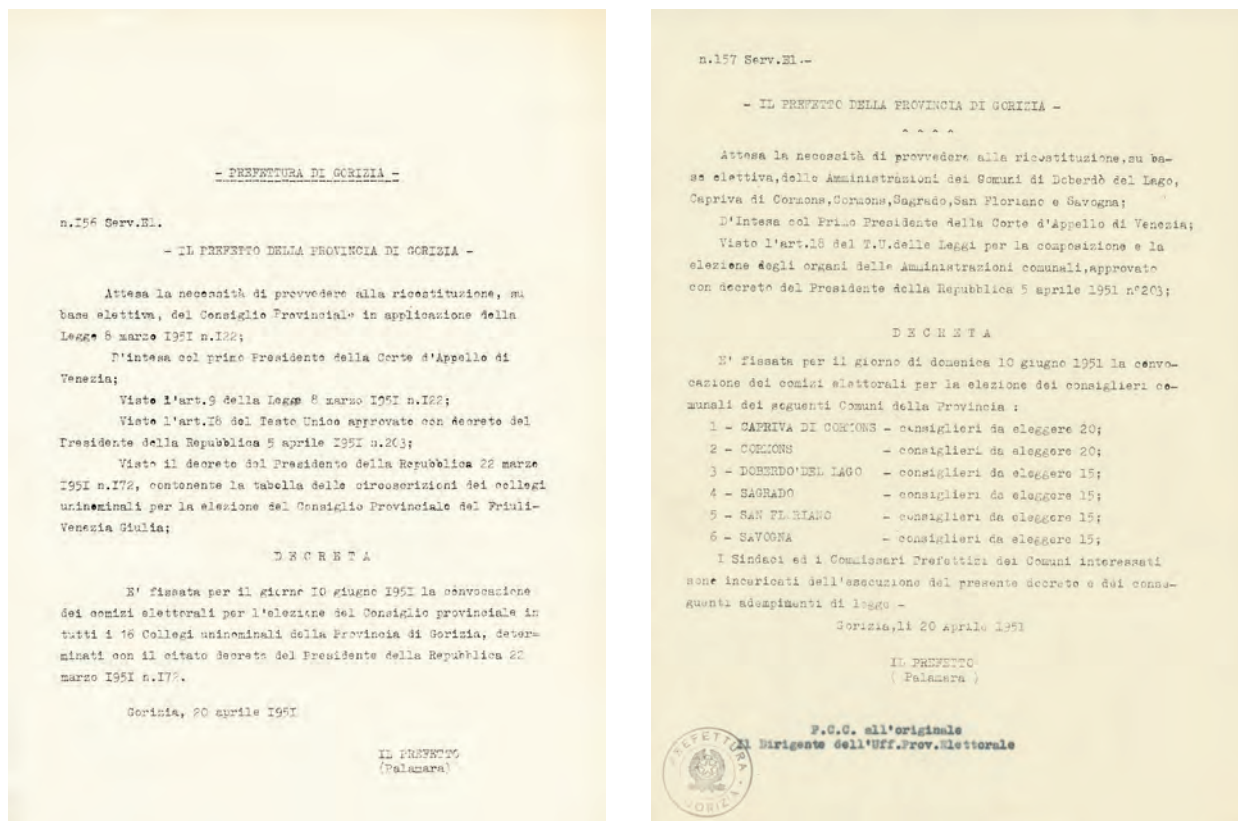 - PREFETTURA DI GORIZIA -
n.I56 Serv.El.
- IL PREFETTO DELLA PROVINCIA DI GORIZIA -
Attesa la necessità di provvedere alla ricostituzione, su
base elettiva, del Consiglio Provinciale in applicazione della
Legge 8 marzo I95I n.I22;
D'intesa col primo Presidente della Corte d'Appello di
Venezia;
Visto l'art.9 della Legge 8 marzo I95I n.I22;
Visto l'art.I8 del Testo Unico approvato con decreto del
Presidente della Repubblica 5 aprile I95I n.203;
Visto il decreto del Presidente della Repubblica 22 marzo
I95I n.I72, contenente la tabella delle circoscrizioni dei collegi
uninominali per la elezione del Consiglio Provinciale del Friuli-
Venezia Giulia;
D E C R E T A
E' fissata per il giorno IO giugno I95I la convocazione
dei comizi elettorali per l'elezione del Consiglio provinciale in
tutti i 16 Collegi uninominali della Provincia di Gorizia, deter=
minati con il citato decreto del Presidente della Repubblica 22
marzo I95I n.I72.
Gorizia, 20 aprile I95I
IL PREFETTO
(Palamara)
n.157 Serv.El.-
- IL PREFETTO DELLA PROVINCIA DI GORIZIA -
^ ^ ^ ^
Attesa la necessità di provvedere alla ricostituzione,su ba-
se elettiva,delle Amministrazioni dei Comuni di Doberdò del Lago,
Capriva di Cormons,Cormons,Sagrado,San Floriano e Savogna;
D'Intesa col Primo Presidente della Corte d'Appello di Venezia;
Visto l'art.18 del T.U.delle Leggi per la composizione e la
elezione degli organi delle Amministrazioni comunali,approvato
con decreto del Presidente della Repubblica 5 aprile 1951 n°203;
D E C R E T A
E' fissata per il giorno di domenica 10 giugno 1951 la convo-
cazione dei comizi elettorali per la elezione dei consiglieri co-
munali dei seguenti Comuni della Provincia :
1 - CAPRIVA DI CORMONS - consiglieri da eleggere 20;
2 - CORMONS - consiglieri da eleggere 20;
3 - DOBERDO'DEL LAGO - consiglieri da eleggere 15;
4 - SAGRADO - consiglieri da eleggere 15;
5 - SAN FLORIANO - consiglieri da eleggere 15;
6 - SAVOGNA - consiglieri da eleggere 15;
I Sindaci ed i Commissari Prefettizi dei Comuni interessati
sono incaricati dell'esecuzione del presente decreto e dei conse-
guenti adempimenti di legge -
Gorizia,li 20 aprile 1951
IL PREFETTO
( Palamara )
P.C.C. all'originale
Il Dirigente dell'Uff.Prov.Elettorale
PREFETTURA
GORIZIA